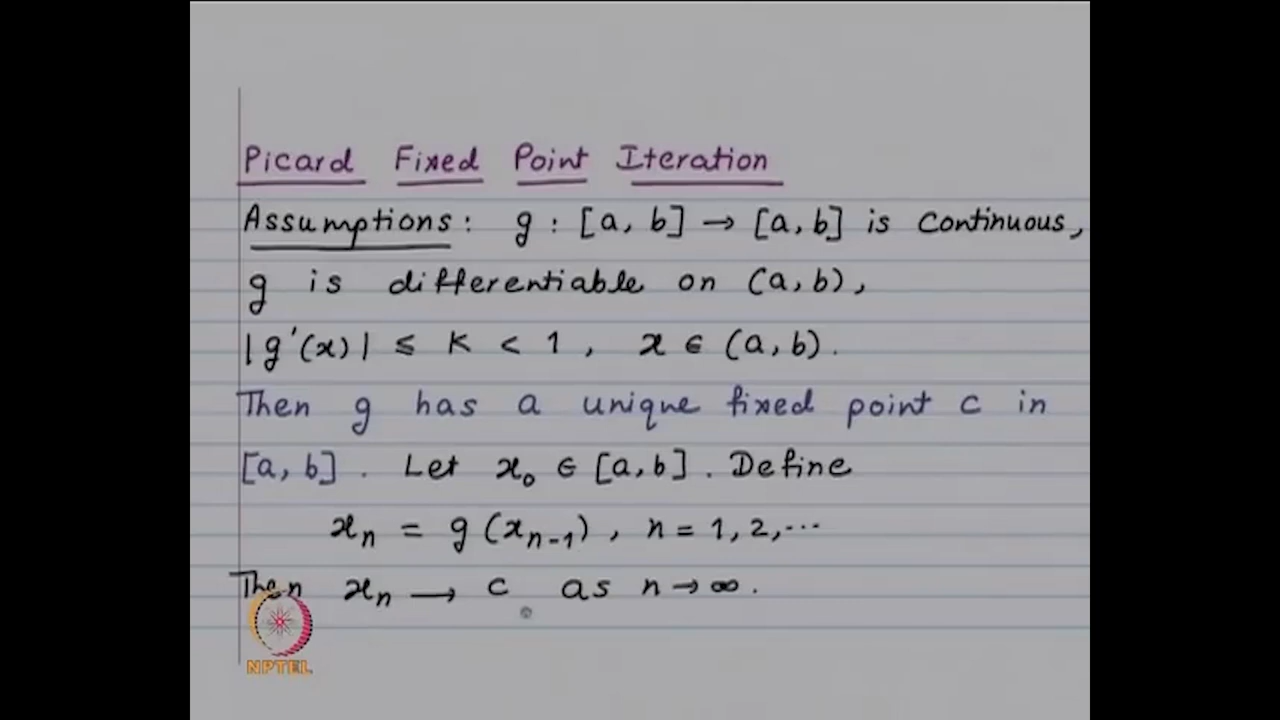 Picard Fixed Point Iteration
Assumptions: g : [a, b] → [a, b] is continuous,
g is differentiable on (a, b),
|g'(x)| ≤ K < 1, x ∈ (a, b).
Then g has a unique fixed point c in
[a, b]. Let x₀ ∈ [a, b]. Define
xₙ = g(xₙ₋₁), n = 1, 2, ⋯
Then xₙ → c as n → ∞.
NPTEL